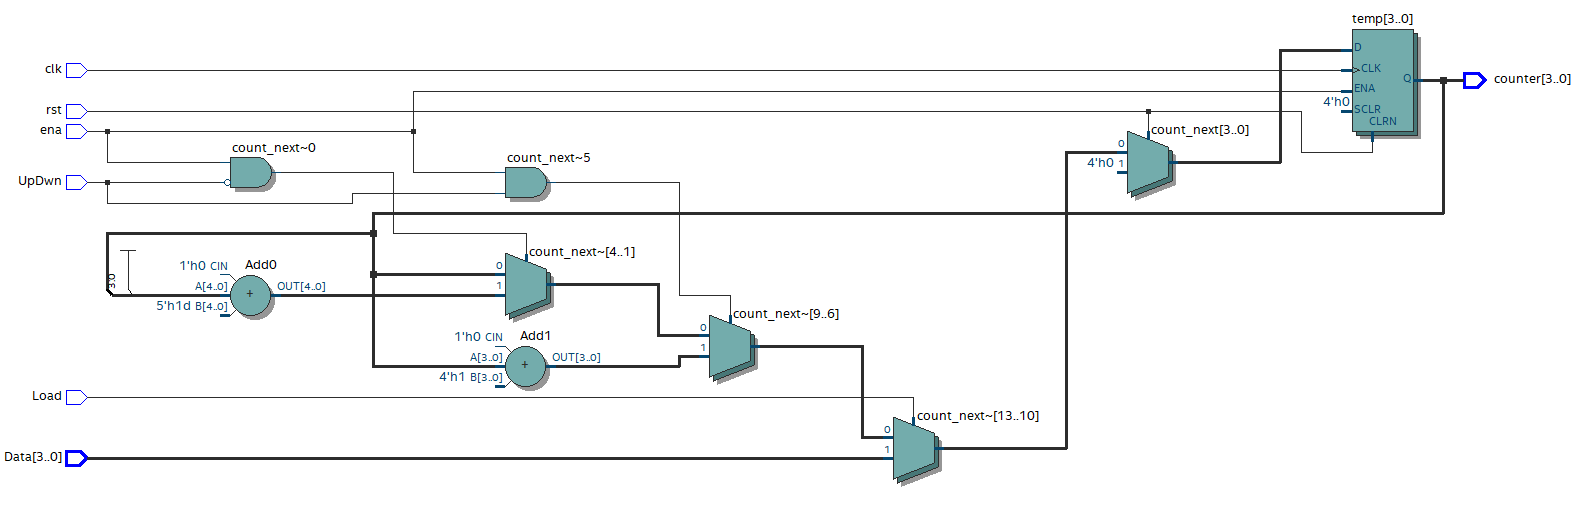 temp[3..0]
clk
D
CLK
Q
counter[3..0]
ENA
4'h0
SCLR
CLRN
rst
ena
count_next[3..0]
0
4'h0 1
count_next~0
count_next~5
UpDwn
count_next~[4..1]
0
1
3:0
1'h0 CIN
Add0
A[4..0]
+
OUT[4..0]
5'h1d B[4..0]
count_next~[9..6]
0
1
1'h0 CIN
Add1
A[3..0]
+
OUT[3..0]
4'h1 B[3..0]
Load
count_next~[13..10]
0
1
Data[3..0]